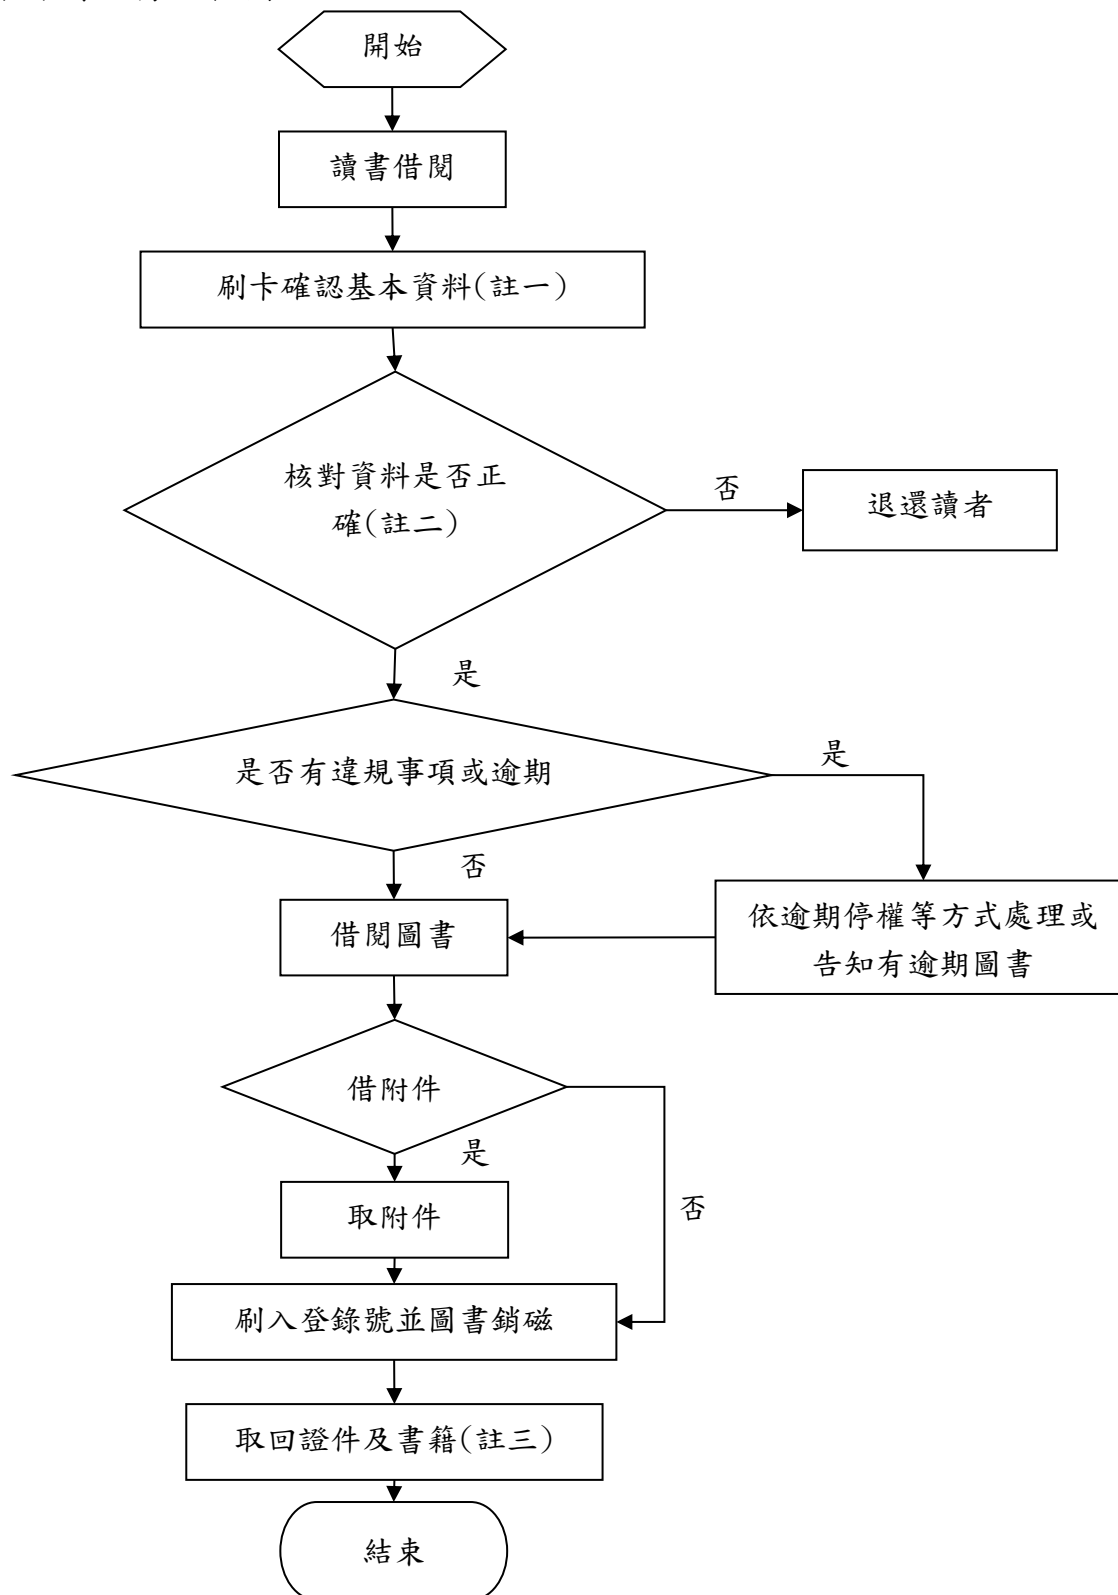 開始
讀書借閱
刷卡確認基本資料(註一)
核對資料是否正
確(註二)
否
退還讀者
是
是否有違規事項或逾期
是
否
借閱圖書
依逾期停權等方式處理或
告知有逾期圖書
借附件
是
取附件
否
刷入登錄號並圖書銷磁
取回證件及書籍(註三)
結束